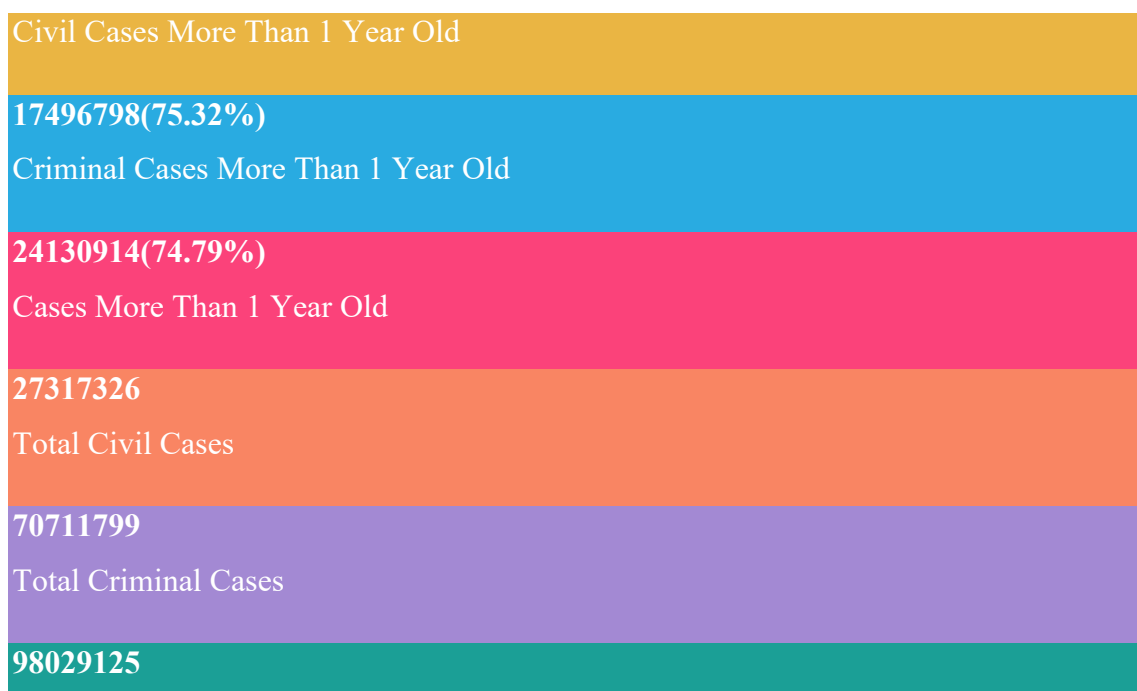 Civil Cases More Than 1 Year Old
17496798(75.32%)
Criminal Cases More Than 1 Year Old
24130914(74.79%)
Cases More Than 1 Year Old
27317326
Total Civil Cases
70711799
Total Criminal Cases
98029125